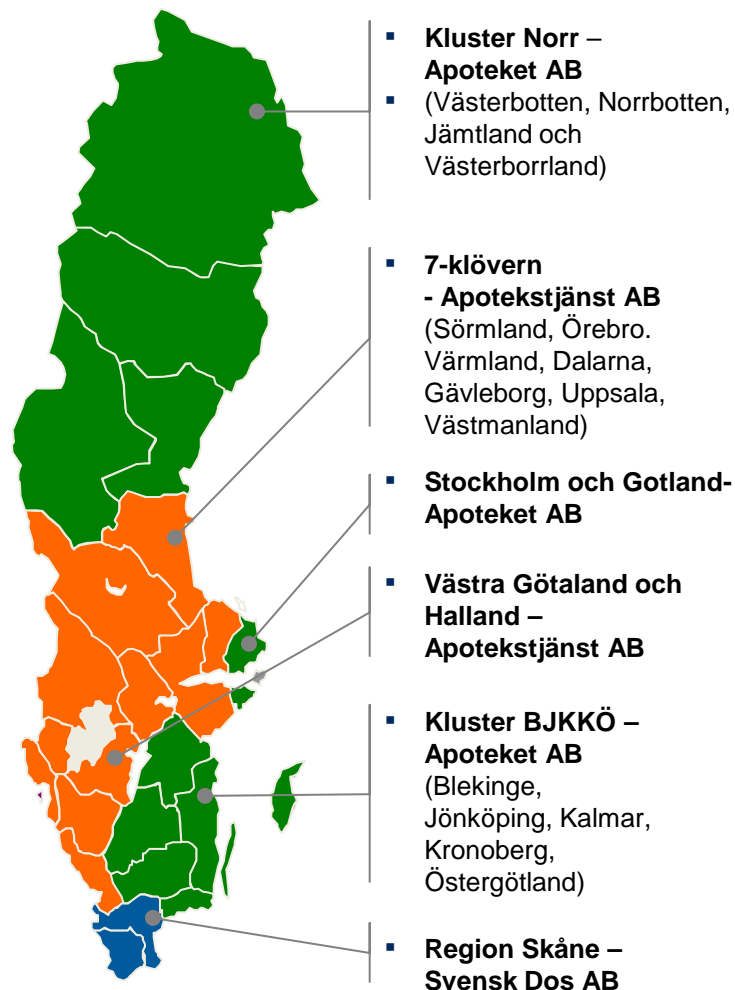 ▪ Kluster Norr –
Apoteket AB
▪ (Västerbotten, Norrbotten,
Jämtland och
Västerborrland)
▪ 7-klövern
- Apotekstjänst AB
(Sörmland, Örebro.
Värmland, Dalarna,
Gävleborg, Uppsala,
Västmanland)
▪ Stockholm och Gotland-
Apoteket AB
▪ Västra Götaland och
Halland –
Apotekstjänst AB
▪ Kluster BJKKÖ –
Apoteket AB
(Blekinge,
Jönköping, Kalmar,
Kronoberg,
Östergötland)
▪ Region Skåne –
Svensk Dos AB